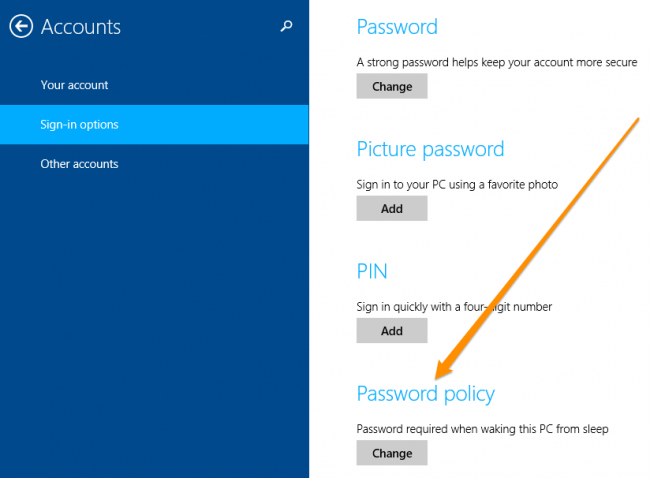 Accounts
Your account
Sign-in options
Other accounts
Password
A strong password helps keep your account more secure
Change
Picture password
Sign in to your PC using a favorite photo
Add
PIN
Sign in quickly with a four-digit number
Add
Password policy
Password required when waking this PC from sleep
Change